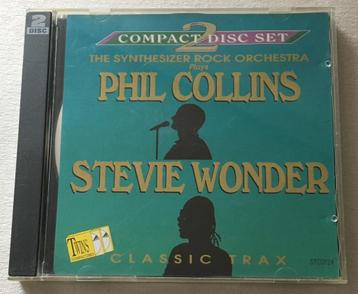 2
DISC
2
COMPACT DISC SET
THE SYNTHESIZER ROCK ORCHESTRA
Plays
PHIL COLLINS
STEVIE WONDER
TWINS
CLASSIC TRAX